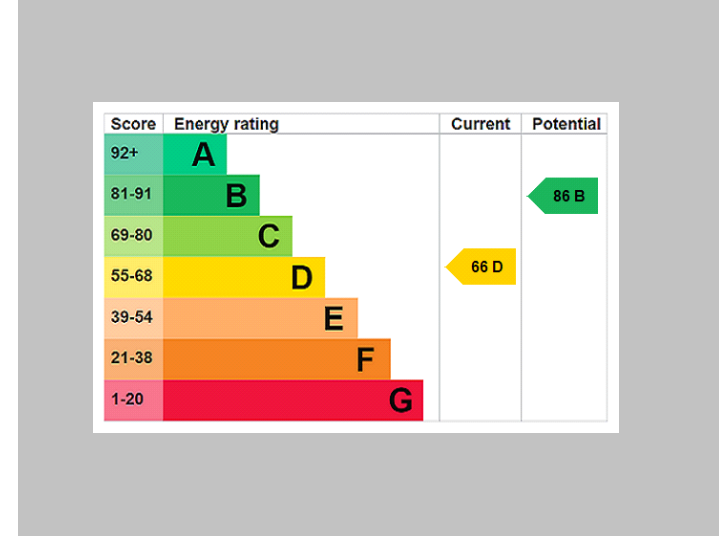 Score Energy rating Current Potential
92+ A
81-91 B 86 B
69-80 C
55-68 D 66 D
39-54 E
21-38 F
1-20 G